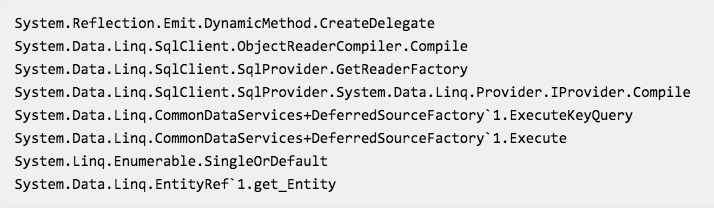 System.Reflection.Emit.DynamicMethod.CreateDelegate
System.Data.Linq.SqlClient.ObjectReaderCompiler.Compile
System.Data.Linq.SqlClient.SqlProvider.GetReaderFactory
System.Data.Linq.SqlClient.SqlProvider.System.Data.Linq.Provider.IProvider.Compile
System.Data.Linq.CommonDataServices+DeferredSourceFactory`1.ExecuteKeyQuery
System.Data.Linq.CommonDataServices+DeferredSourceFactory`1.Execute
System.Linq.Enumerable.SingleOrDefault
System.Data.Linq.EntityRef`1.get_Entity